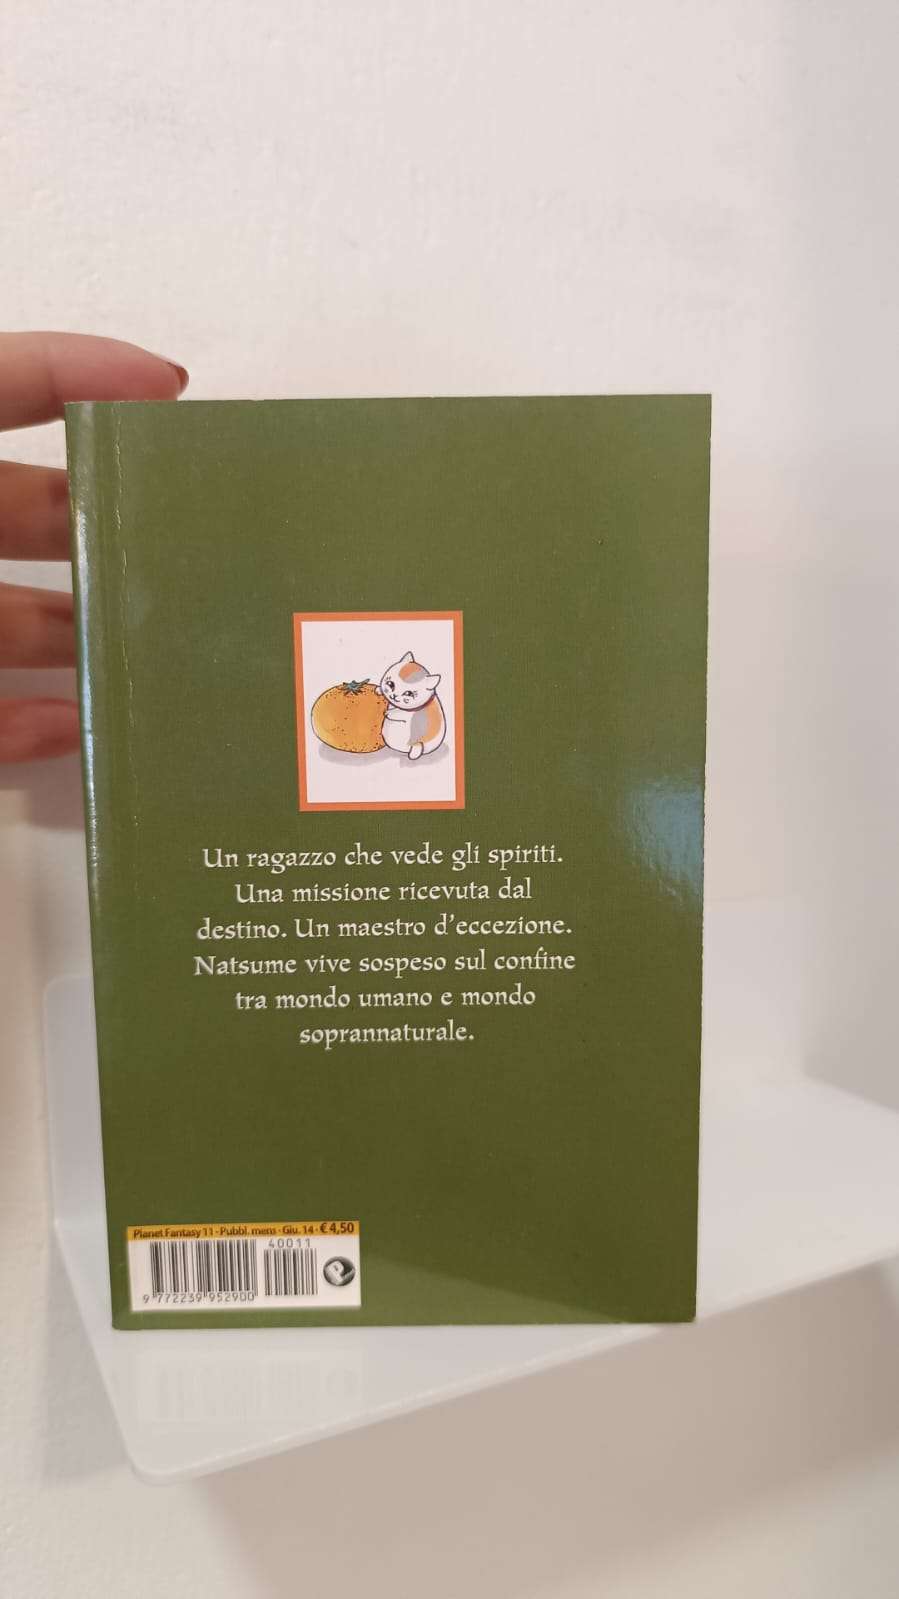 Un ragazzo che vede gli spiriti.
Una missione ricevuta dal
destino. Un maestro d'eccezione.
Natsume vive sospeso sul confine
tra mondo umano e mondo
soprannaturale.
Planet Fantasy 11 - Pubbl. mens - Giu. 14 - € 4,50
40011
9 772239 952900